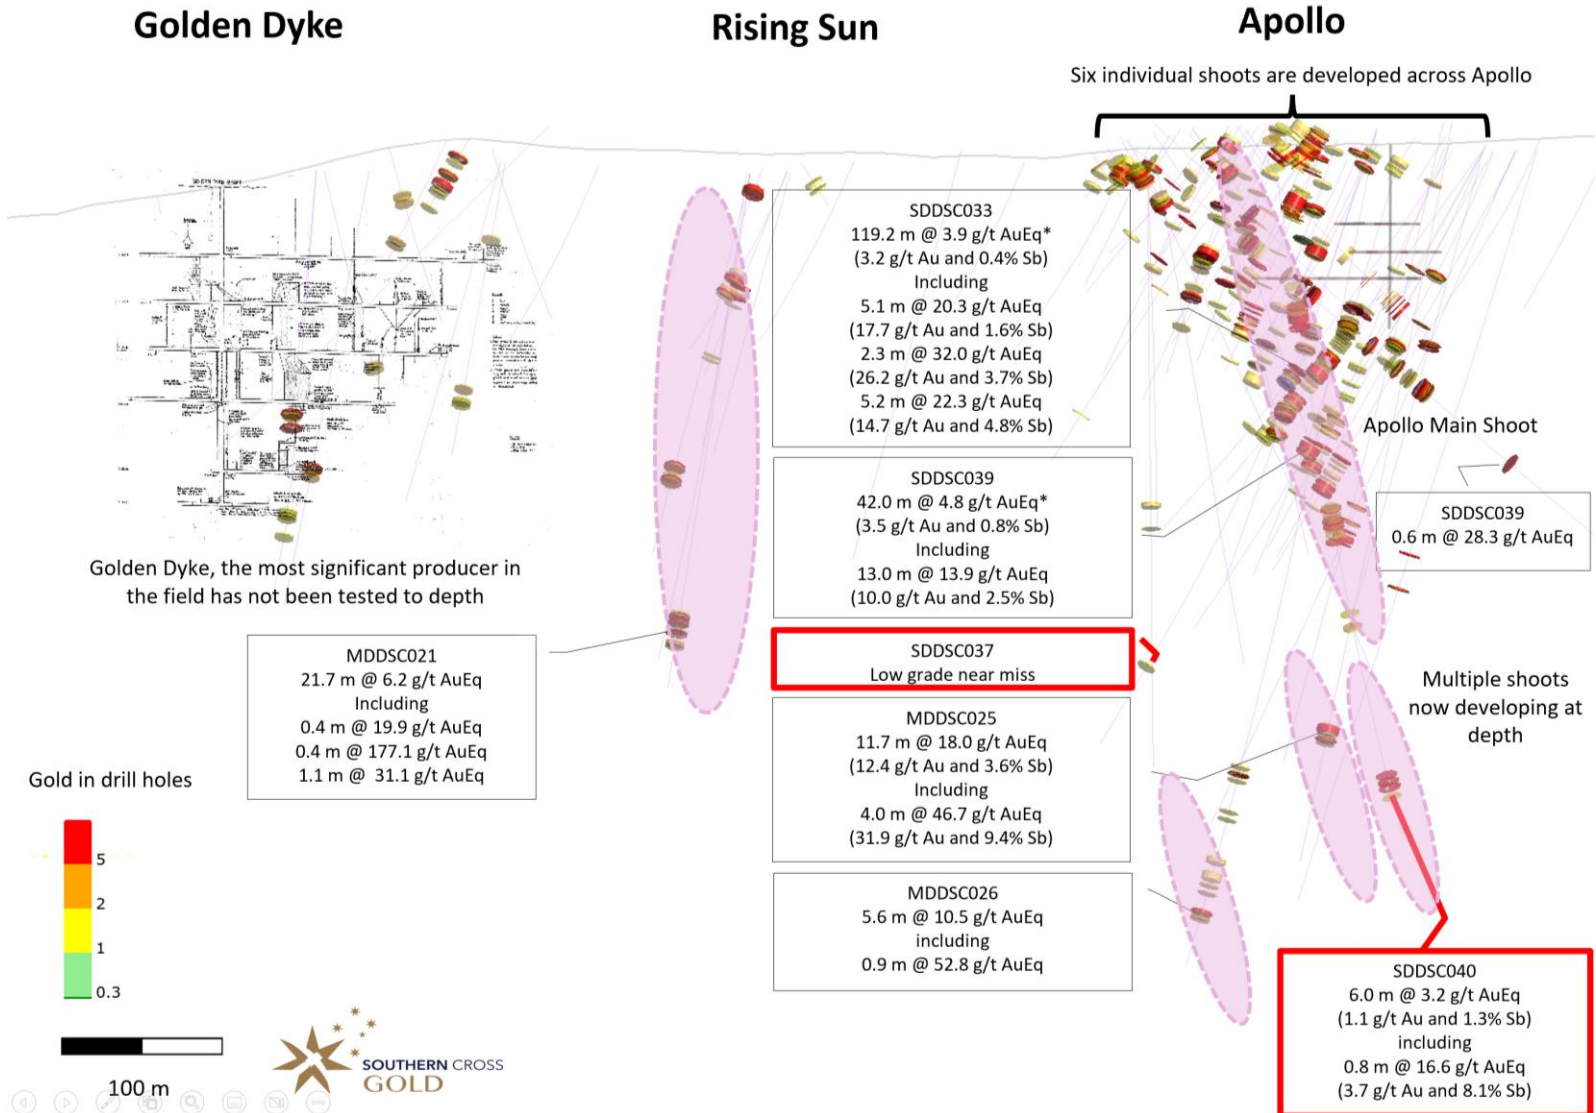 Golden Dyke
Rising Sun
Apollo
Six individual shoots are developed across Apollo
SDDSC033
119.2 m @ 3.9 g/t AuEq*
(3.2 g/t Au and 0.4% Sb)
Including
5.1 m @ 20.3 g/t AuEq
(17.7 g/t Au and 1.6% Sb)
2.3 m @ 32.0 g/t AuEq
(26.2 g/t Au and 3.7% Sb)
5.2 m @ 22.3 g/t AuEq
(14.7 g/t Au and 4.8% Sb)
Apollo Main Shoot
SDDSC039
42.0 m @ 4.8 g/t AuEq*
(3.5 g/t Au and 0.8% Sb)
Including
13.0 m @ 13.9 g/t AuEq
(10.0 g/t Au and 2.5% Sb)
SDDSC039
0.6 m @ 28.3 g/t AuEq
Golden Dyke, the most significant producer in
the field has not been tested to depth
MDDSC021
21.7 m @ 6.2 g/t AuEq
Including
0.4 m @ 19.9 g/t AuEq
0.4 m @ 177.1 g/t AuEq
1.1 m @ 31.1 g/t AuEq
SDDSC037
Low grade near miss
Multiple shoots
now developing at
depth
MDDSC025
11.7 m @ 18.0 g/t AuEq
(12.4 g/t Au and 3.6% Sb)
Including
4.0 m @ 46.7 g/t AuEq
(31.9 g/t Au and 9.4% Sb)
MDDSC026
5.6 m @ 10.5 g/t AuEq
including
0.9 m @ 52.8 g/t AuEq
SDDSC040
6.0 m @ 3.2 g/t AuEq
(1.1 g/t Au and 1.3% Sb)
including
0.8 m @ 16.6 g/t AuEq
(3.7 g/t Au and 8.1% Sb)
Gold in drill holes
5
2
1
0.3
100 m
SOUTHERN CROSS
GOLD